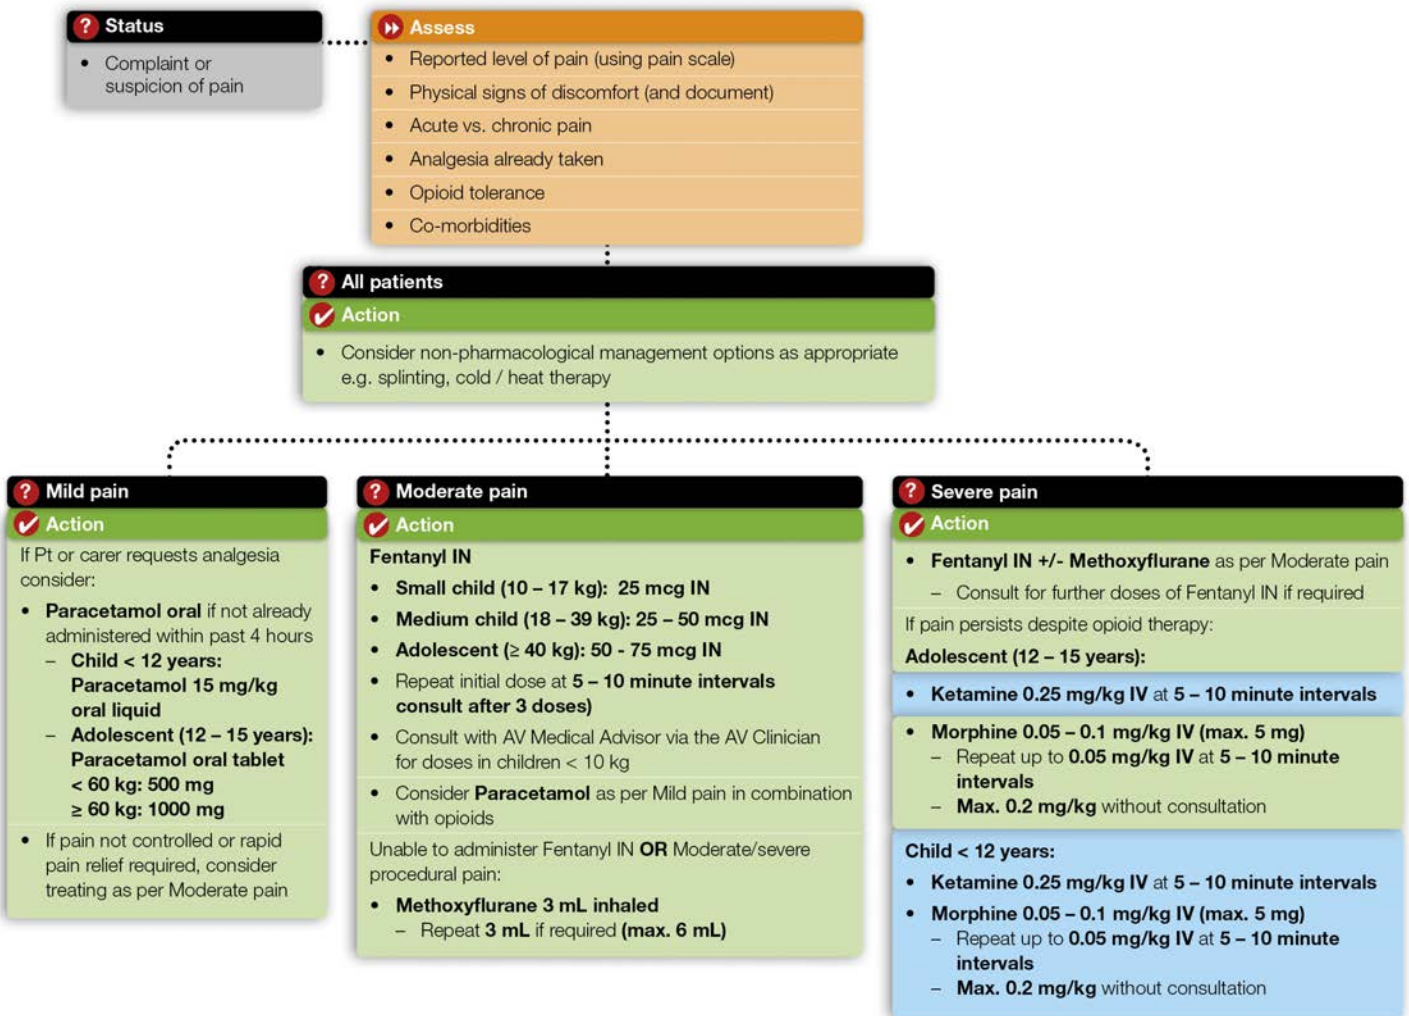 Status
• Complaint or
suspicion of pain
Assess
• Reported level of pain (using pain scale)
• Physical signs of discomfort (and document)
• Acute vs. chronic pain
• Analgesia already taken
• Opioid tolerance
• Co-morbidities
All patients
Action
• Consider non-pharmacological management options as appropriate
e.g. splinting, cold / heat therapy
Mild pain
Action
If Pt or carer requests analgesia
consider:
• Paracetamol oral if not already
administered within past 4 hours
– Child < 12 years:
Paracetamol 15 mg/kg
oral liquid
– Adolescent (12 – 15 years):
Paracetamol oral tablet
< 60 kg: 500 mg
≥ 60 kg: 1000 mg
• If pain not controlled or rapid
pain relief required, consider
treating as per Moderate pain
Moderate pain
Action
Fentanyl IN
• Small child (10 – 17 kg): 25 mcg IN
• Medium child (18 – 39 kg): 25 – 50 mcg IN
• Adolescent (≥ 40 kg): 50 - 75 mcg IN
• Repeat initial dose at 5 – 10 minute intervals
consult after 3 doses)
• Consult with AV Medical Advisor via the AV Clinician
for doses in children < 10 kg
• Consider Paracetamol as per Mild pain in combination
with opioids
Unable to administer Fentanyl IN OR Moderate/severe
procedural pain:
• Methoxyflurane 3 mL inhaled
– Repeat 3 mL if required (max. 6 mL)
Severe pain
Action
• Fentanyl IN +/- Methoxyflurane as per Moderate pain
– Consult for further doses of Fentanyl IN if required
If pain persists despite opioid therapy:
Adolescent (12 – 15 years):
• Ketamine 0.25 mg/kg IV at 5 – 10 minute intervals
• Morphine 0.05 – 0.1 mg/kg IV (max. 5 mg)
– Repeat up to 0.05 mg/kg IV at 5 – 10 minute
intervals
– Max. 0.2 mg/kg without consultation
Child < 12 years:
• Ketamine 0.25 mg/kg IV at 5 – 10 minute intervals
• Morphine 0.05 – 0.1 mg/kg IV (max. 5 mg)
– Repeat up to 0.05 mg/kg IV at 5 – 10 minute
intervals
– Max. 0.2 mg/kg without consultation